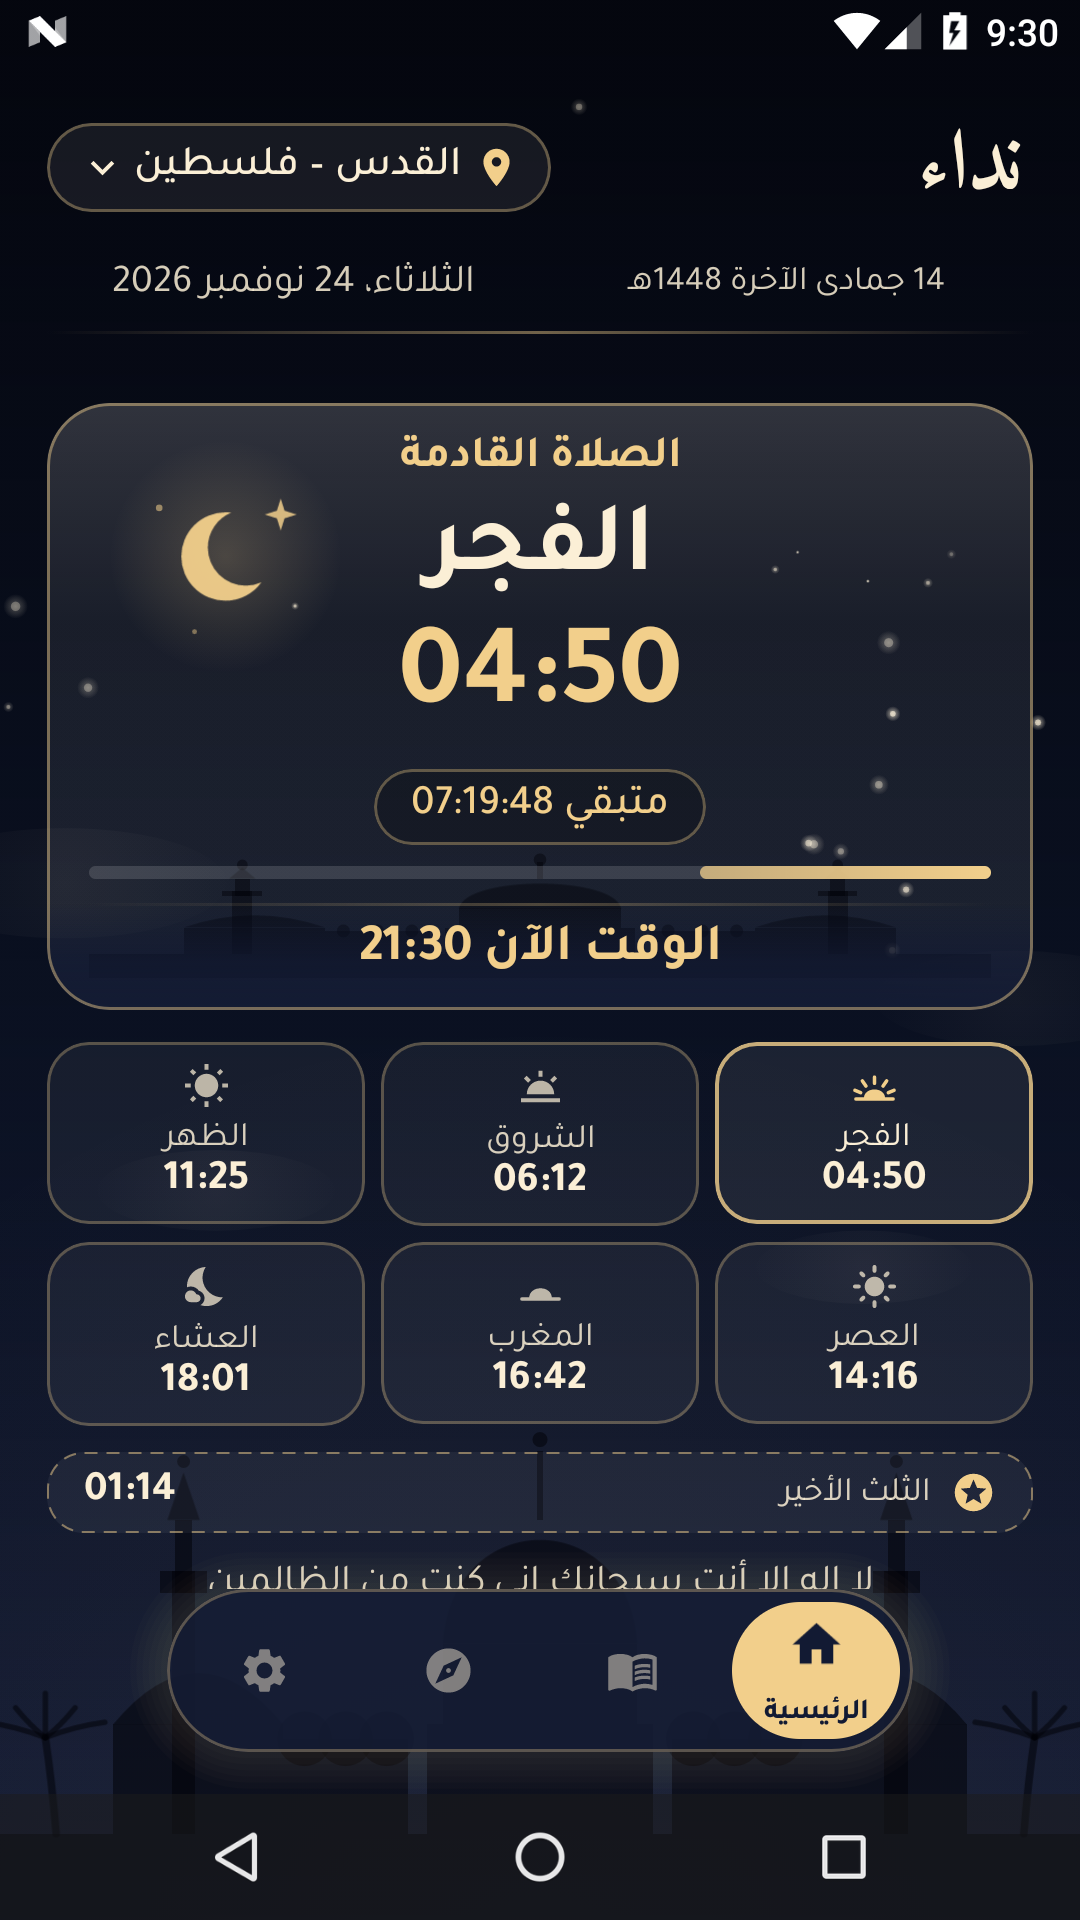 9:30
نداء
القدس - فلسطين
14 جمادى الآخرة 1448هـ
الثلاثاء، 24 نوفمبر 2026
الصلاة القادمة
الفجر
04:50
متبقي 07:19:48
الوقت الآن 21:30
الفجر
04:50
الشروق
06:12
الظهر
11:25
العصر
14:16
المغرب
16:42
العشاء
18:01
الثلث الأخير
01:14
لا إله إلا أنت سبحانك إني كنت من الظالمين
الرئيسية